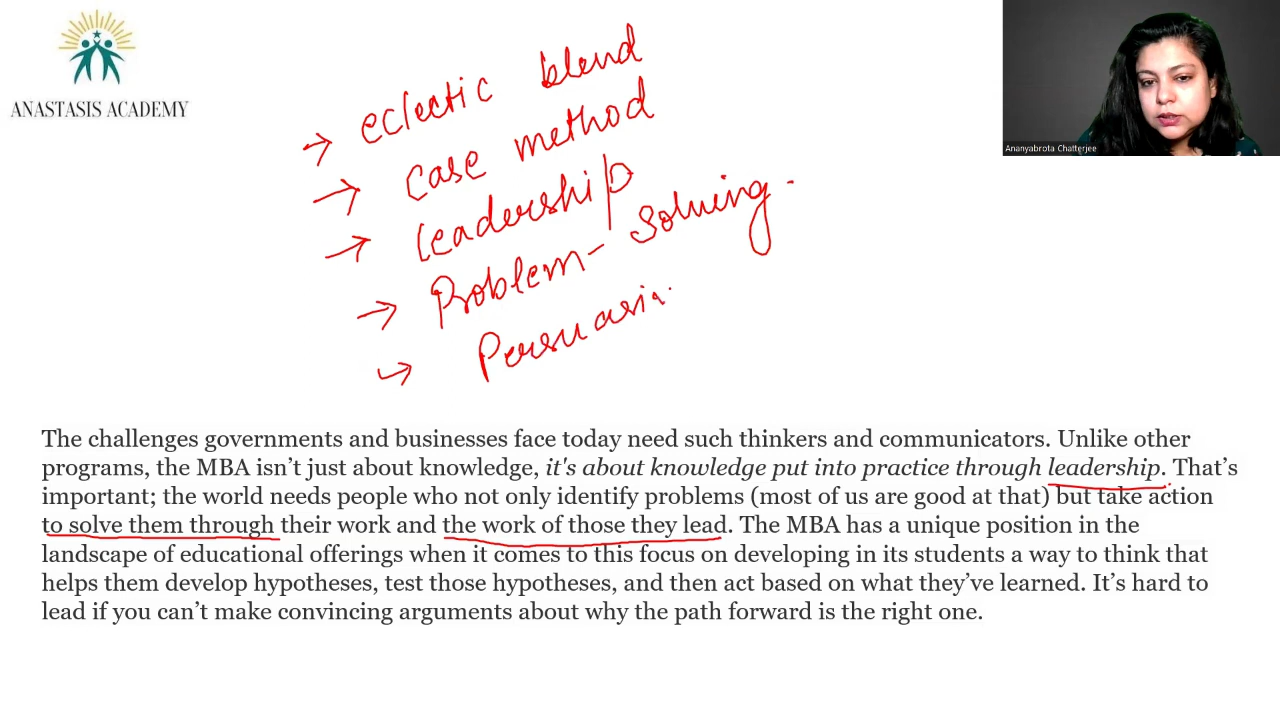 ANASTASIS ACADEMY
→ eclectic blend
→ case method
→ leadership
→ Problem-Solving.
↪ Persuasin.
Ananyabrota Chatterjee
The challenges governments and businesses face today need such thinkers and communicators. Unlike other
programs, the MBA isn't just about knowledge, it's about knowledge put into practice through leadership. That's
important; the world needs people who not only identify problems (most of us are good at that) but take action
to solve them through their work and the work of those they lead. The MBA has a unique position in the
landscape of educational offerings when it comes to this focus on developing in its students a way to think that
helps them develop hypotheses, test those hypotheses, and then act based on what they've learned. It's hard to
lead if you can't make convincing arguments about why the path forward is the right one.